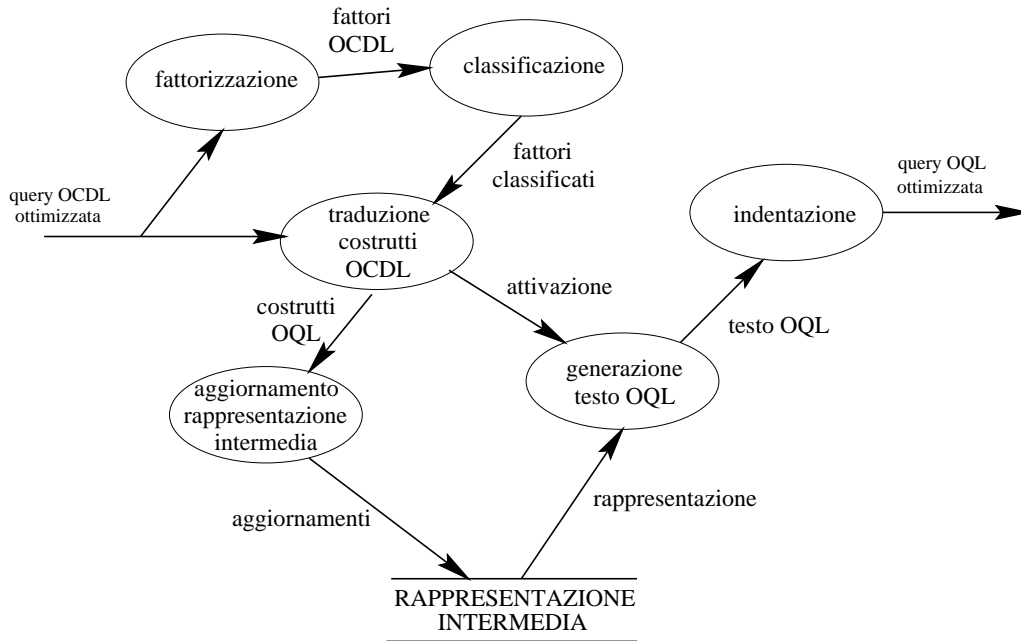 fattori
OCDL
fattorizzazione
classificazione
fattori
classificati
query OCDL
ottimizzata
traduzione
costrutti
OCDL
query OQL
ottimizzata
indentazione
attivazione
costrutti
OQL
testo OQL
aggiornamento
rappresentazione
intermedia
generazione
testo OQL
aggiornamenti
rappresentazione
RAPPRESENTAZIONE
INTERMEDIA